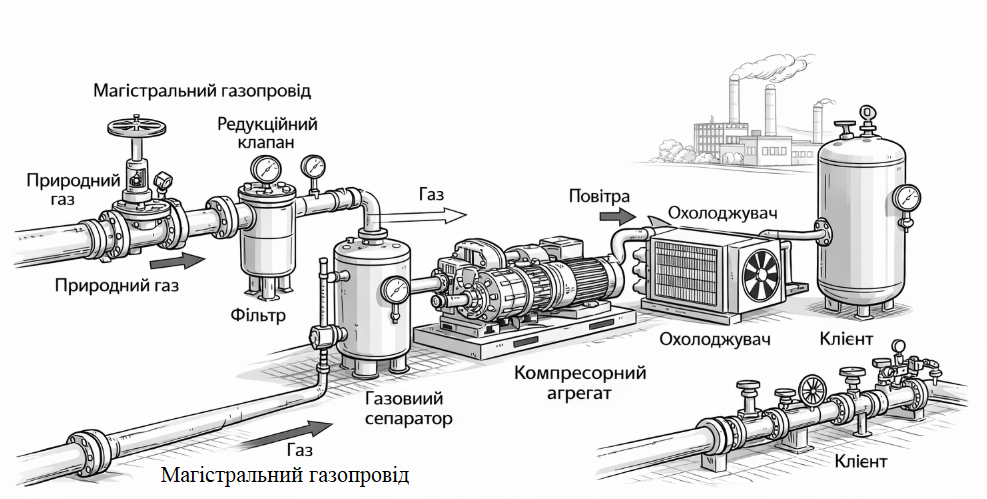 Магістральний газопровід
Редукційний
клапан
Природний
газ
Газ
Повітра
Охолоджувач
Природний газ
Фільтр
Охолоджувач
Клієнт
Компресорний
агрегат
Газовиий
сепаратор
Газ
Магістральний газопровід
Клієнт